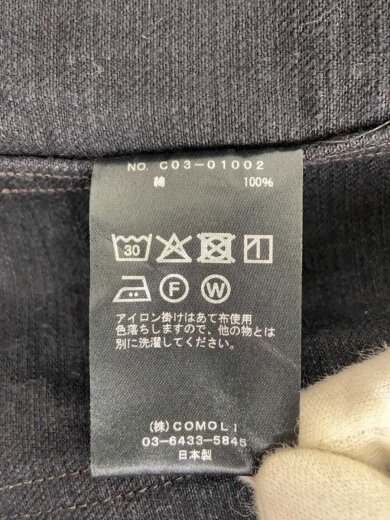 NO. C03-01002
綿 100%
30
F W
アイロン掛けはあて布使用
色落ちしますので、他の物とは
別に洗濯して下さい。
(株)COMOLI
03-6433-5845
日本製